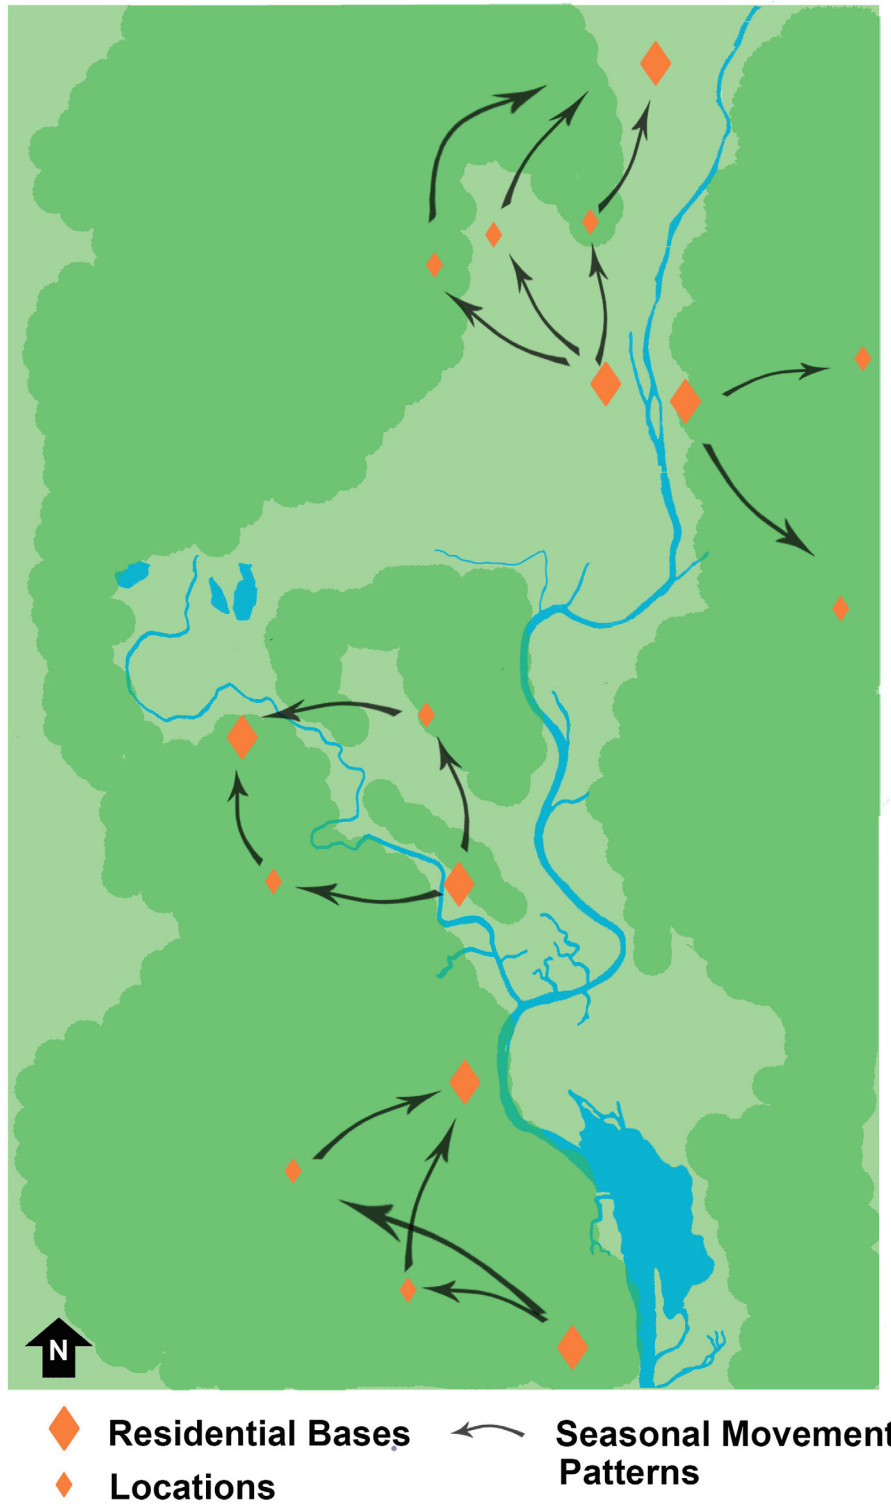 N
Residential Bases
Seasonal Movement
Patterns
Locations